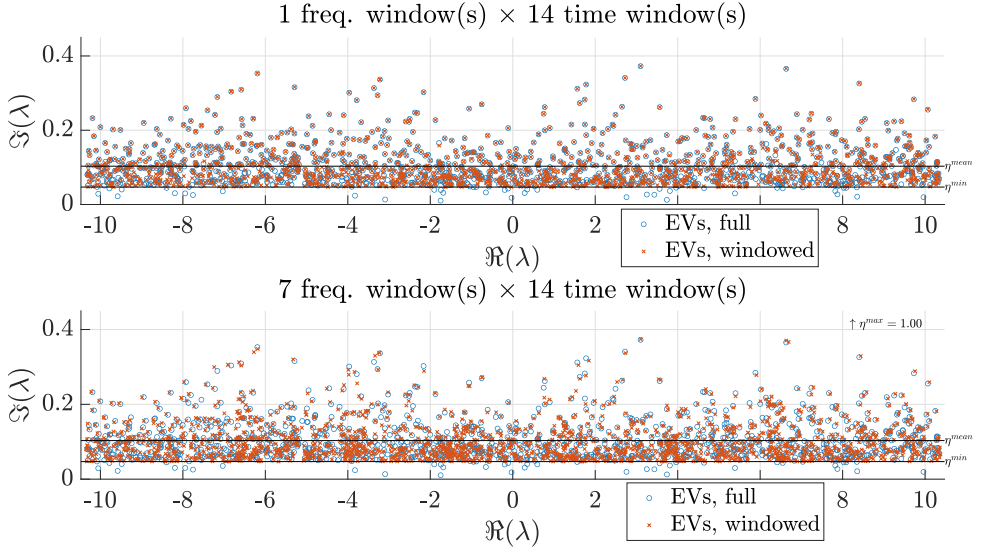 1 freq. window(s) × 14 time window(s)
0.4
0.2
0
ℑ(λ)
η^mean
η^min
-10 -8 -6 -4 -2 0 2 8 10
ℜ(λ)
EVs, full
EVs, windowed
7 freq. window(s) × 14 time window(s)
↑ η^max = 1.00
0.4
0.2
0
ℑ(λ)
η^mean
η^min
-10 -8 -6 -4 -2 0 2 8 10
ℜ(λ)
EVs, full
EVs, windowed